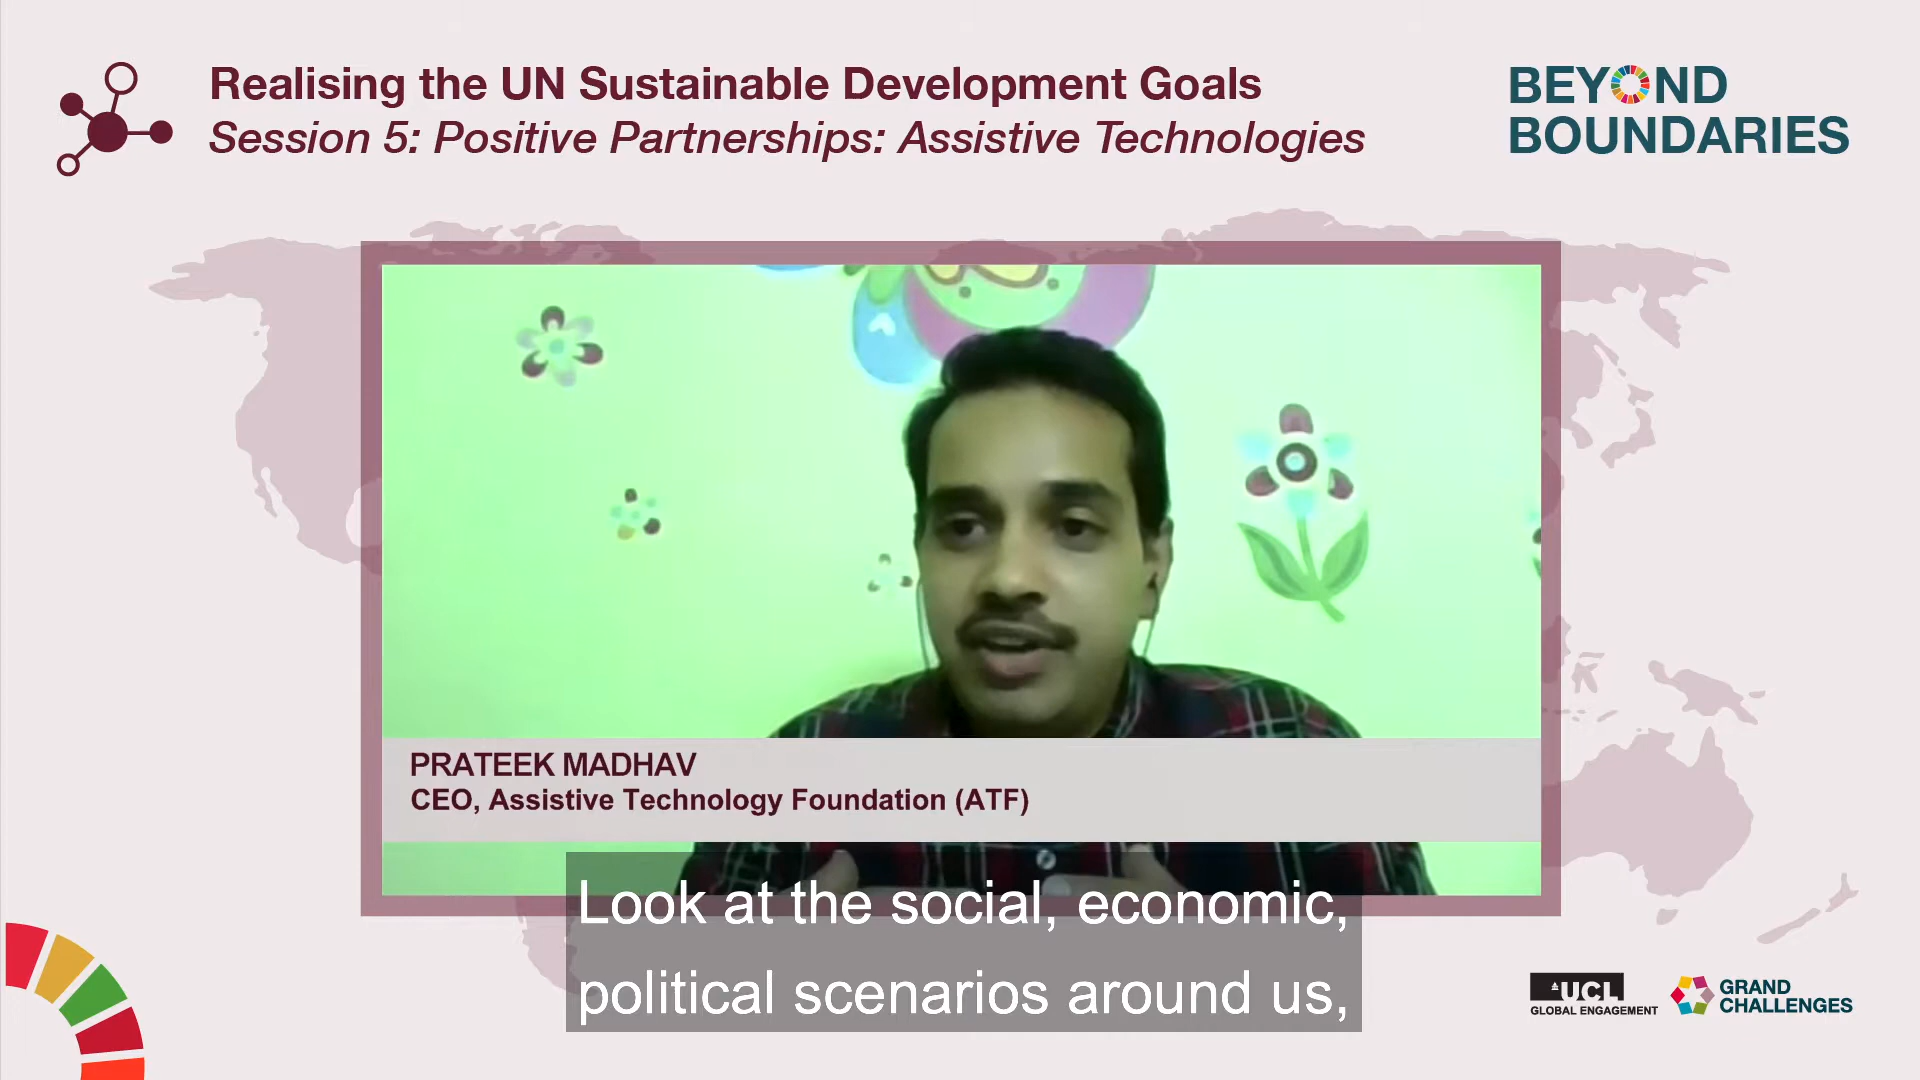 Realising the UN Sustainable Development Goals
Session 5: Positive Partnerships: Assistive Technologies
BEYOND
BOUNDARIES
PRATEEK MADHAV
CEO, Assistive Technology Foundation (ATF)
Look at the social, economic,
political scenarios around us,
UCL
GLOBAL ENGAGEMENT
GRAND
CHALLENGES